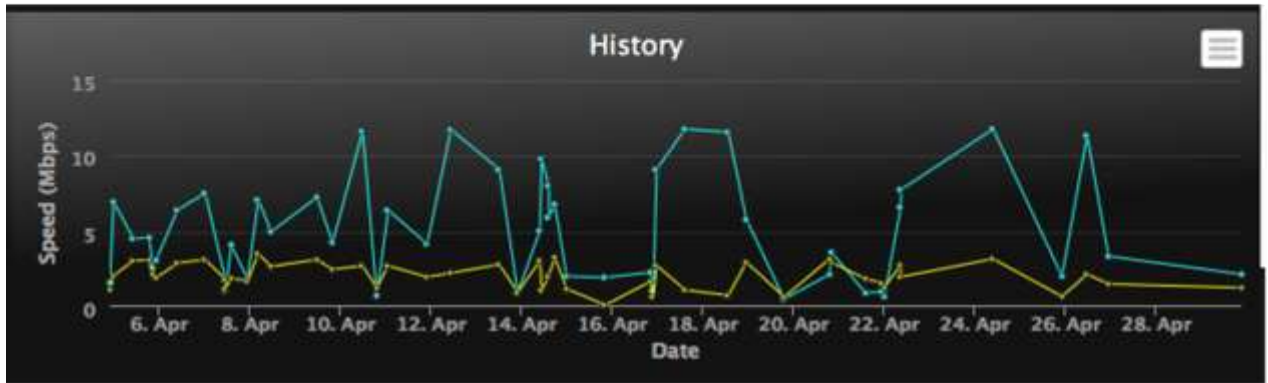 History
15
10
5
0
Speed (Mbps)
6. Apr 8. Apr 10. Apr 12. Apr 14. Apr 16. Apr 18. Apr 20. Apr 22. Apr 24. Apr 26. Apr 28. Apr
Date